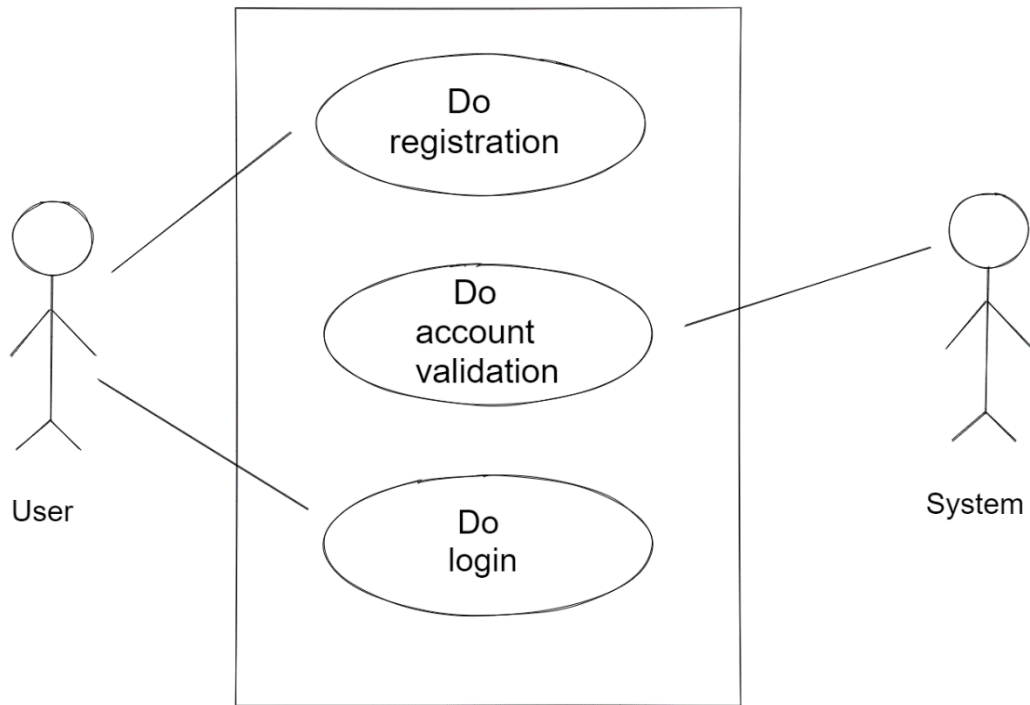 Do
registration
Do
account
validation
Do
login
User
System